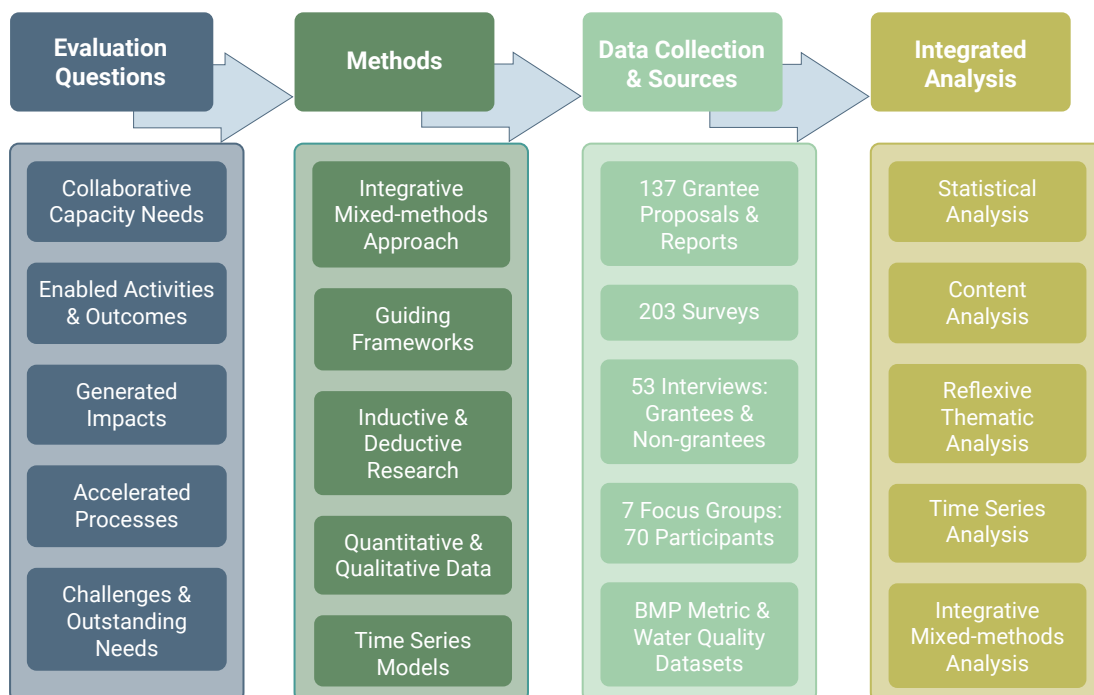 Evaluation
Questions
Methods
Data Collection
& Sources
Integrated
Analysis
Collaborative
Capacity Needs
Enabled Activities
& Outcomes
Generated
Impacts
Accelerated
Processes
Challenges &
Outstanding
Needs
Integrative
Mixed-methods
Approach
Guiding
Frameworks
Inductive &
Deductive
Research
Quantitative &
Qualitative Data
Time Series
Models
137 Grantee
Proposals &
Reports
203 Surveys
53 Interviews:
Grantees &
Non-grantees
7 Focus Groups:
70 Participants
BMP Metric &
Water Quality
Datasets
Statistical
Analysis
Content
Analysis
Reflexive
Thematic
Analysis
Time Series
Analysis
Integrative
Mixed-methods
Analysis